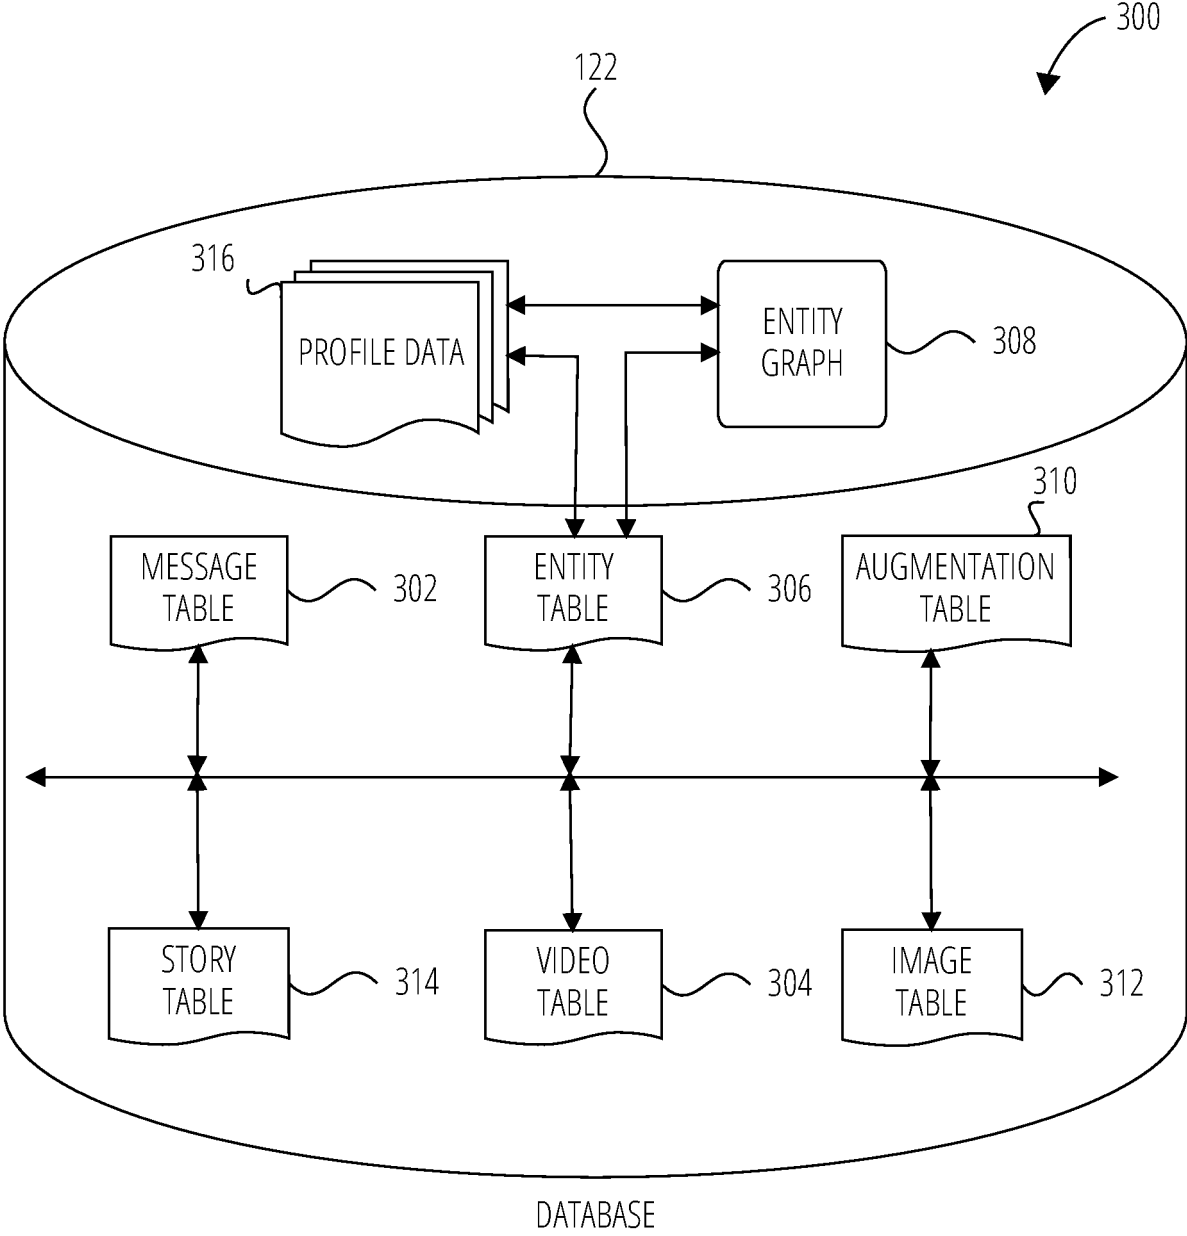 300
122
316
PROFILE DATA
ENTITY
GRAPH
308
310
MESSAGE
TABLE
302
ENTITY
TABLE
306
AUGMENTATION
TABLE
STORY
TABLE
314
VIDEO
TABLE
304
IMAGE
TABLE
312
DATABASE